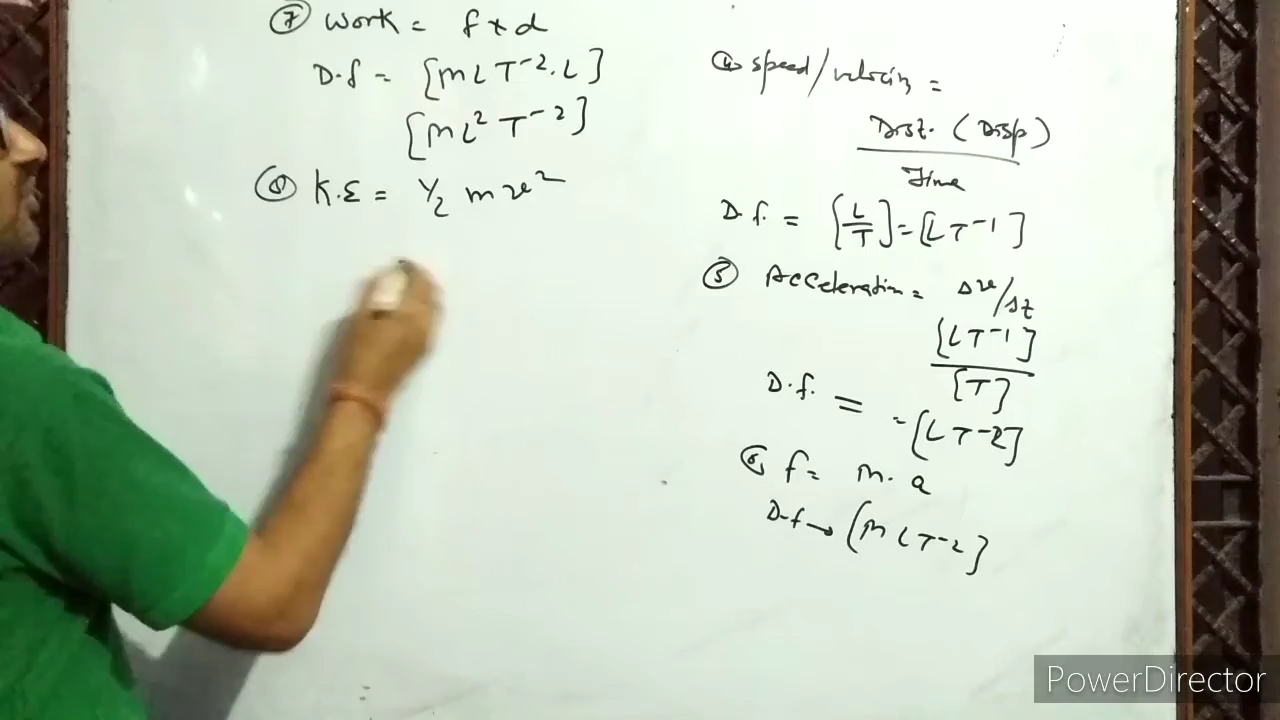 ⑦ Work = f x d
D.f = [MLT⁻².L]
[ML²T⁻²]
⑧ K.E = 1/2 mv²
④ speed/velocity =
Dist. (Disp)
Time
D.f. = [L/T] = [LT⁻¹]
⑤ Acceleration = Δv/Δt
[LT⁻¹]
[T]
D.f. =
= [LT⁻²]
⑥ f = m.a
D.f → [MLT⁻²]
PowerDirector